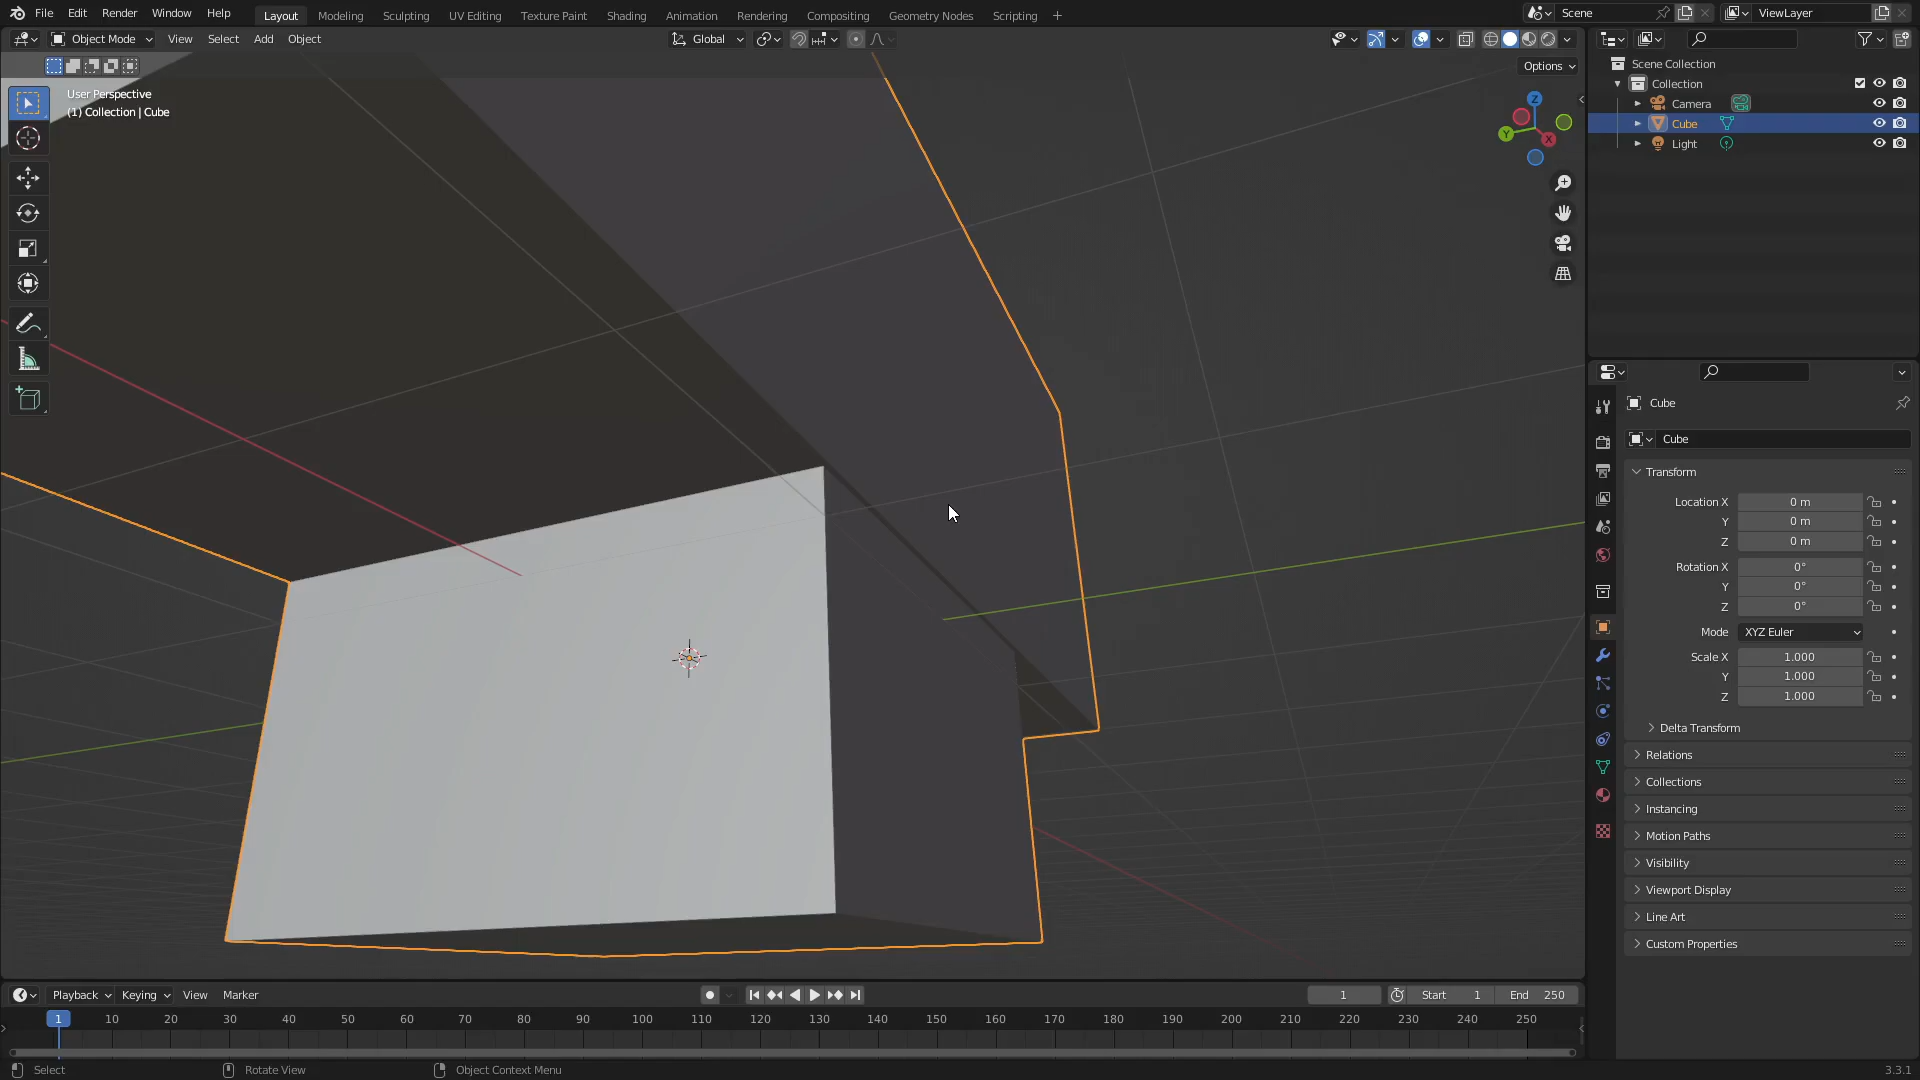 File Edit Render Window Help Layout Modeling Sculpting UV Editing Texture Paint Shading Animation Rendering Compositing Geometry Nodes Scripting + Scene ViewLayer
Object Mode View Select Add Object Global
Options
User Perspective
(1) Collection | Cube
Z
Y
X
Scene Collection
Collection
Camera
Cube
Light
Cube
Cube
Transform
Location X 0 m
Y 0 m
Z 0 m
Rotation X 0°
Y 0°
Z 0°
Mode XYZ Euler
Scale X 1.000
Y 1.000
Z 1.000
Delta Transform
Relations
Collections
Instancing
Motion Paths
Visibility
Viewport Display
Line Art
Custom Properties
Playback Keying View Marker 1 Start 1 End 250
1 10 20 30 40 50 60 70 80 90 100 110 120 130 140 150 160 170 180 190 200 210 220 230 240 250
Select Rotate View Object Context Menu 3.3.1